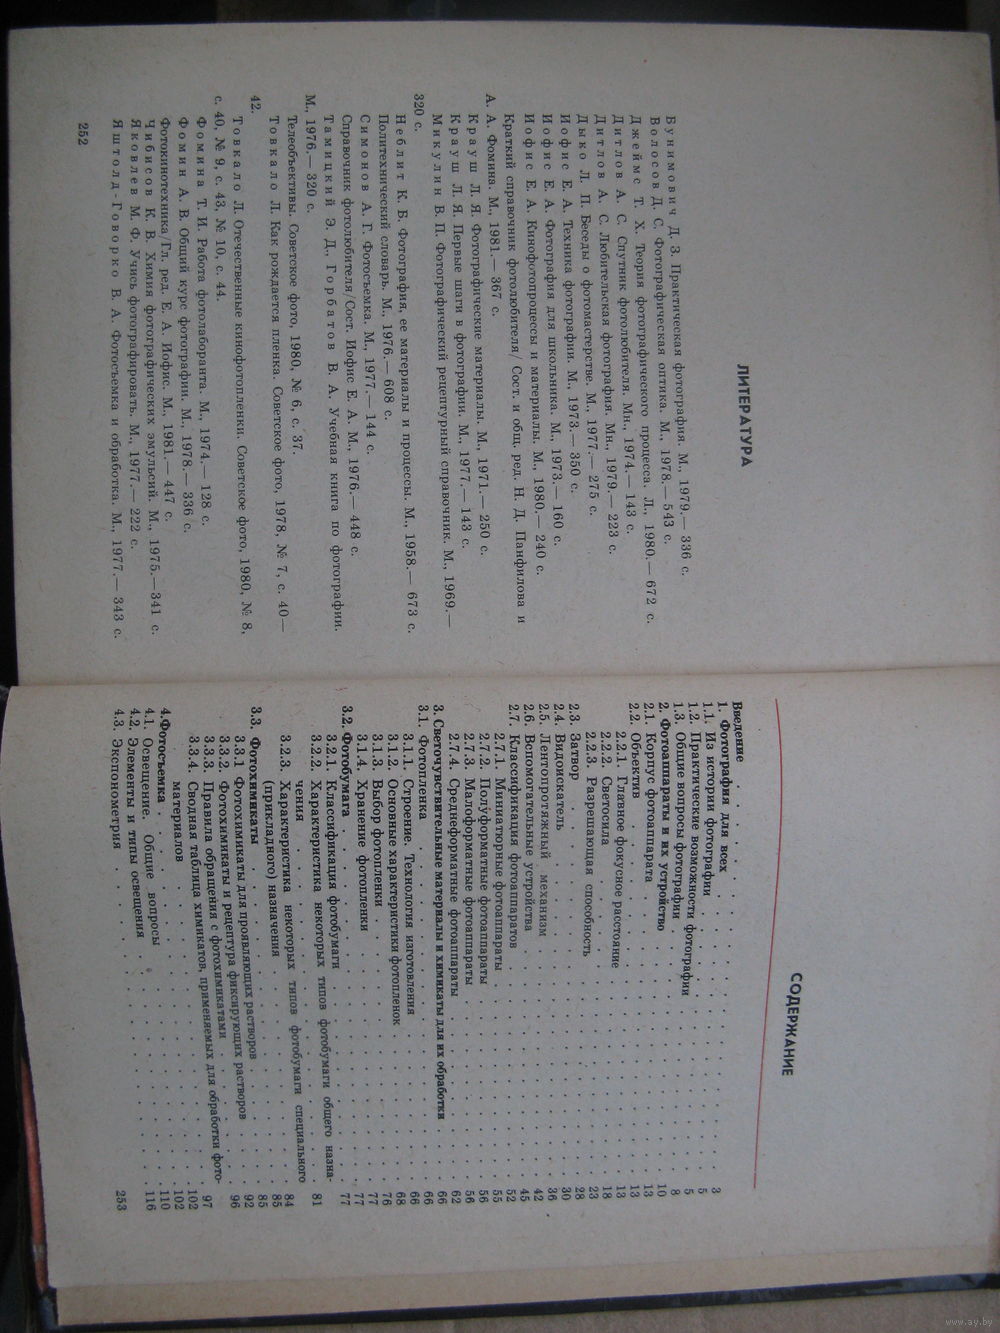 ЛИТЕРАТУРА
Бунимович Д. З. Практическая фотография. М., 1979.— 336 с.
Волосов Д. С. Фотографическая оптика. М., 1978.— 543 с.
Джеймс Т. Х. Теория фотографического процесса. Л., 1980.— 672 с.
Дитлов А. С. Спутник фотолюбителя. Мн., 1974.— 143 с.
Дитлов А. С. Любительская фотография. Мн., 1979.— 223 с.
Дыко Л. П. Беседы о фотомастерстве. М., 1977.— 275 с.
Иофис Е. А. Техника фотографии. М., 1973.— 350 с.
Иофис Е. А. Фотография для школьника. М., 1973.— 160 с.
Иофис Е. А. Кинофотопроцессы и материалы. М., 1980.— 240 с.
Краткий справочник фотолюбителя/ Сост. и общ. ред. Н. Д. Панфилова и
А. А. Фомина. М., 1981.— 367 с.
Крауш Л. Я. Фотографические материалы. М., 1971.— 250 с.
Крауш Л. Я. Первые шаги в фотографии. М., 1977.— 143 с.
Микулин В. П. Фотографический рецептурный справочник. М., 1969.—
320 с.
Неблит К. Б. Фотография, ее материалы и процессы. М., 1958.— 673 с.
Политехнический словарь. М., 1976.— 608 с.
Симонов А. Г. Фотосъемка. М., 1977.— 144 с.
Справочник фотолюбителя/Сост. Иофис Е. А. М., 1976.— 448 с.
Тамицкий Э. Д., Горбатов В. А. Учебная книга по фотографии.
М., 1976.— 320 с.
Телеобъективы. Советское фото, 1980, № 6, с. 37.
Товкало Л. Как рождается пленка. Советское фото, 1978, № 7, с. 40—
42.
Товкало Л. Отечественные кинофотопленки. Советское фото, 1980, № 8,
с. 40, № 9, с. 43, № 10, с. 44.
Фомина Т. И. Работа фотолаборанта. М., 1974.— 128 с.
Фомин А. В. Общий курс фотографии. М., 1978.— 336 с.
Фотокинотехника/Гл. ред. Е. А. Иофис. М., 1981.— 447 с.
Чибисов К. В. Химия фотографических эмульсий. М., 1975.—341 с.
Яковлев М. Ф. Учись фотографировать. М., 1977.— 222 с.
Яштолд-Говорко В. А. Фотосъемка и обработка. М., 1977.— 343 с.
252
СОДЕРЖАНИЕ
Введение 3
1. Фотография для всех 5
1.1. Из истории фотографии 5
1.2. Практические возможности фотографии 5
1.3. Общие вопросы фотографии 8
2. Фотоаппараты и их устройство 10
2.1. Корпус фотоаппарата 13
2.2. Объектив 13
2.2.1. Главное фокусное расстояние 13
2.2.2. Светосила 18
2.2.3. Разрешающая способность 23
2.3. Затвор 28
2.4. Видоискатель 30
2.5. Лентопротяжный механизм 36
2.6. Вспомогательные устройства 42
2.7. Классификация фотоаппаратов 45
2.7.1. Миниатюрные фотоаппараты 52
2.7.2. Полуформатные фотоаппараты 55
2.7.3. Малоформатные фотоаппараты 56
2.7.4. Среднеформатные фотоаппараты 56
3. Светочувствительные материалы и химикаты для их обработки 62
3.1. Фотопленка 66
3.1.1. Строение. Технология изготовления 66
3.1.2. Основные характеристики фотопленок 66
3.1.3. Выбор фотопленки 68
3.1.4. Хранение фотопленки 76
3.2. Фотобумага 77
3.2.1. Классификация фотобумаги 77
3.2.2. Характеристика некоторых типов фотобумаги общего назна-
чения 81
3.2.3. Характеристика некоторых типов фотобумаги специального
(прикладного) назначения 84
3.3. Фотохимикаты 85
3.3.1 Фотохимикаты для проявляющих растворов 85
3.3.2. Фотохимикаты и рецептура фиксирующих растворов 92
3.3.3. Правила обращения с фотохимикатами 96
3.3.4. Сводная таблица химикатов, применяемых для обработки фото-
материалов 97
4. Фотосъемка 102
4.1. Освещение. Общие вопросы 102
4.2. Элементы и типы освещения 110
4.3. Экспонометрия 116
253
www.ay.by